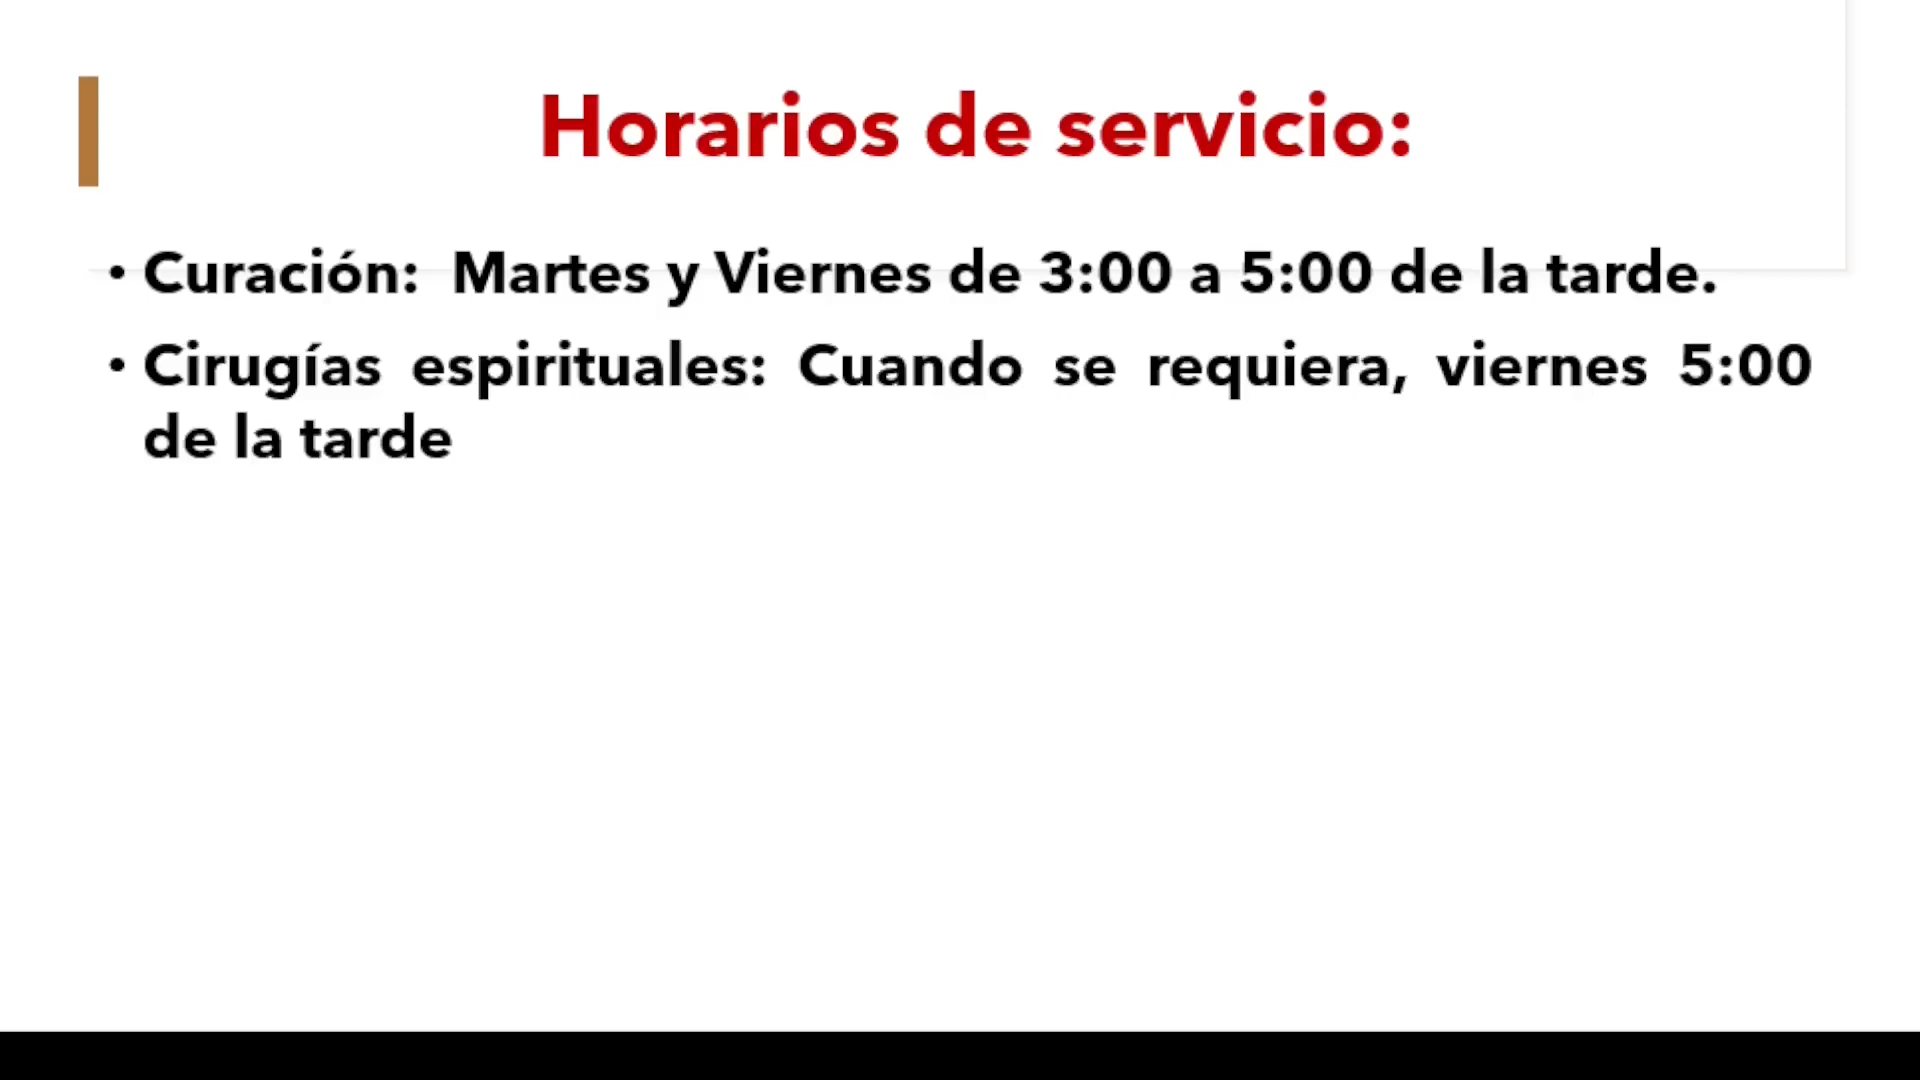 Horarios de servicio:
• Curación: Martes y Viernes de 3:00 a 5:00 de la tarde.
• Cirugías espirituales: Cuando se requiera, viernes 5:00
de la tarde